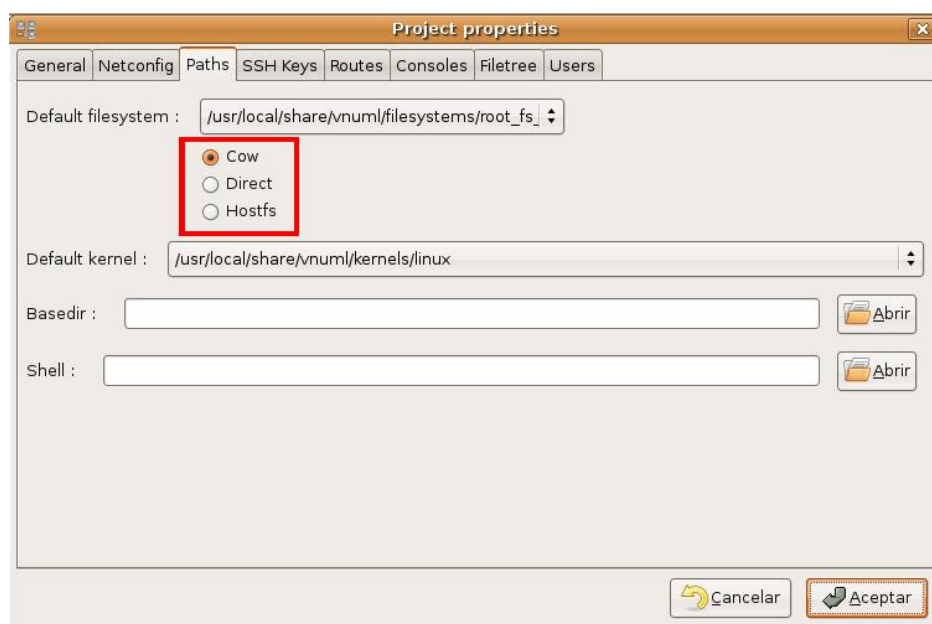 Project properties
General Netconfig Paths SSH Keys Routes Consoles Filetree Users
Default filesystem : /usr/local/share/vnuml/filesystems/root_fs_
Cow
Direct
Hostfs
Default kernel : /usr/local/share/vnuml/kernels/linux
Basedir : Abrir
Shell : Abrir
Cancelar Aceptar